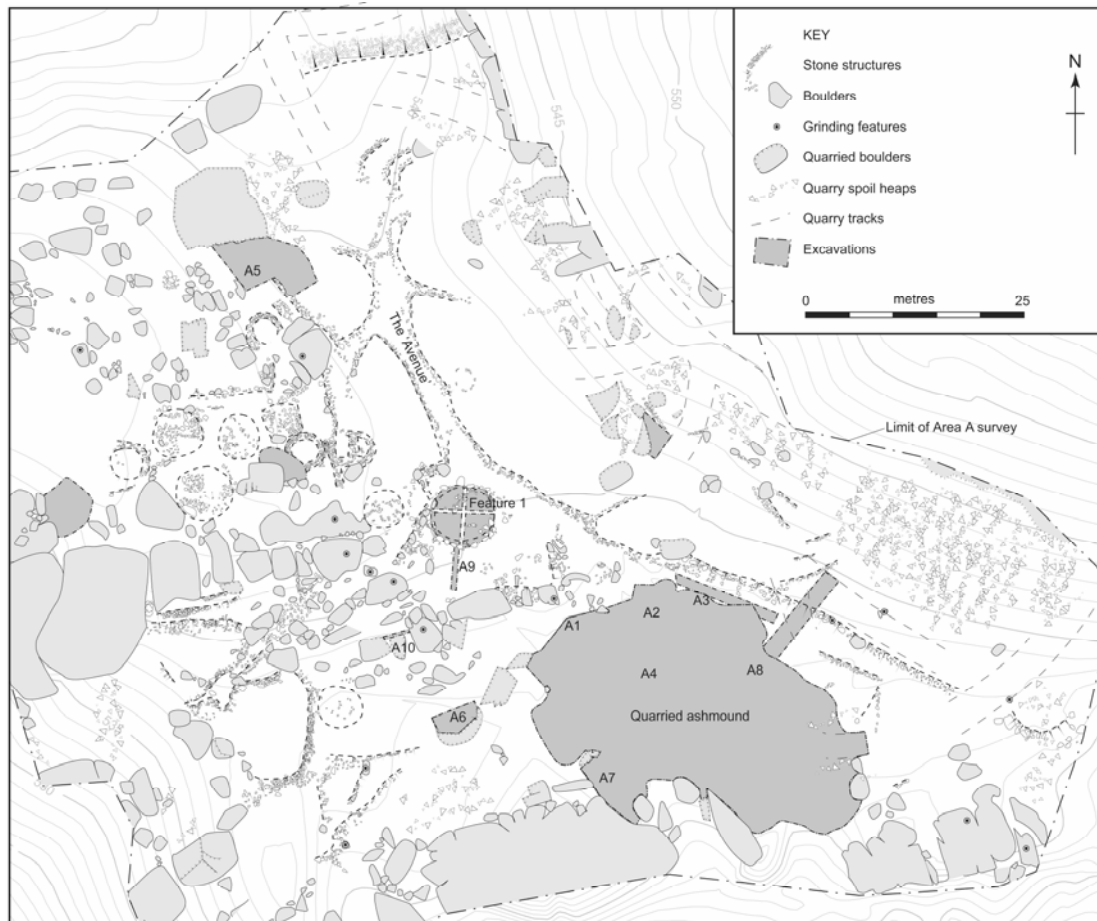 KEY
Stone structures
Boulders
Grinding features
Quarried boulders
Quarry spoil heaps
Quarry tracks
Excavations
0 metres 25
N
545
550
545
A5
The Avenue
Limit of Area A survey
Feature 1
A9
A3
A2
A1
A10
A4
A8
A6
Quarried ashmound
A7